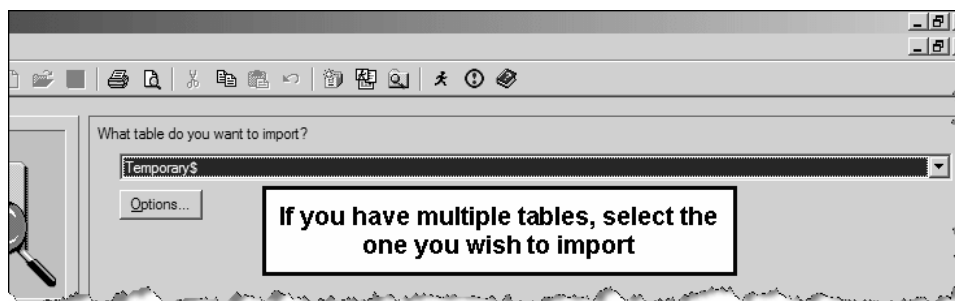 What table do you want to import?
Temporary$
Options...
If you have multiple tables, select the
one you wish to import